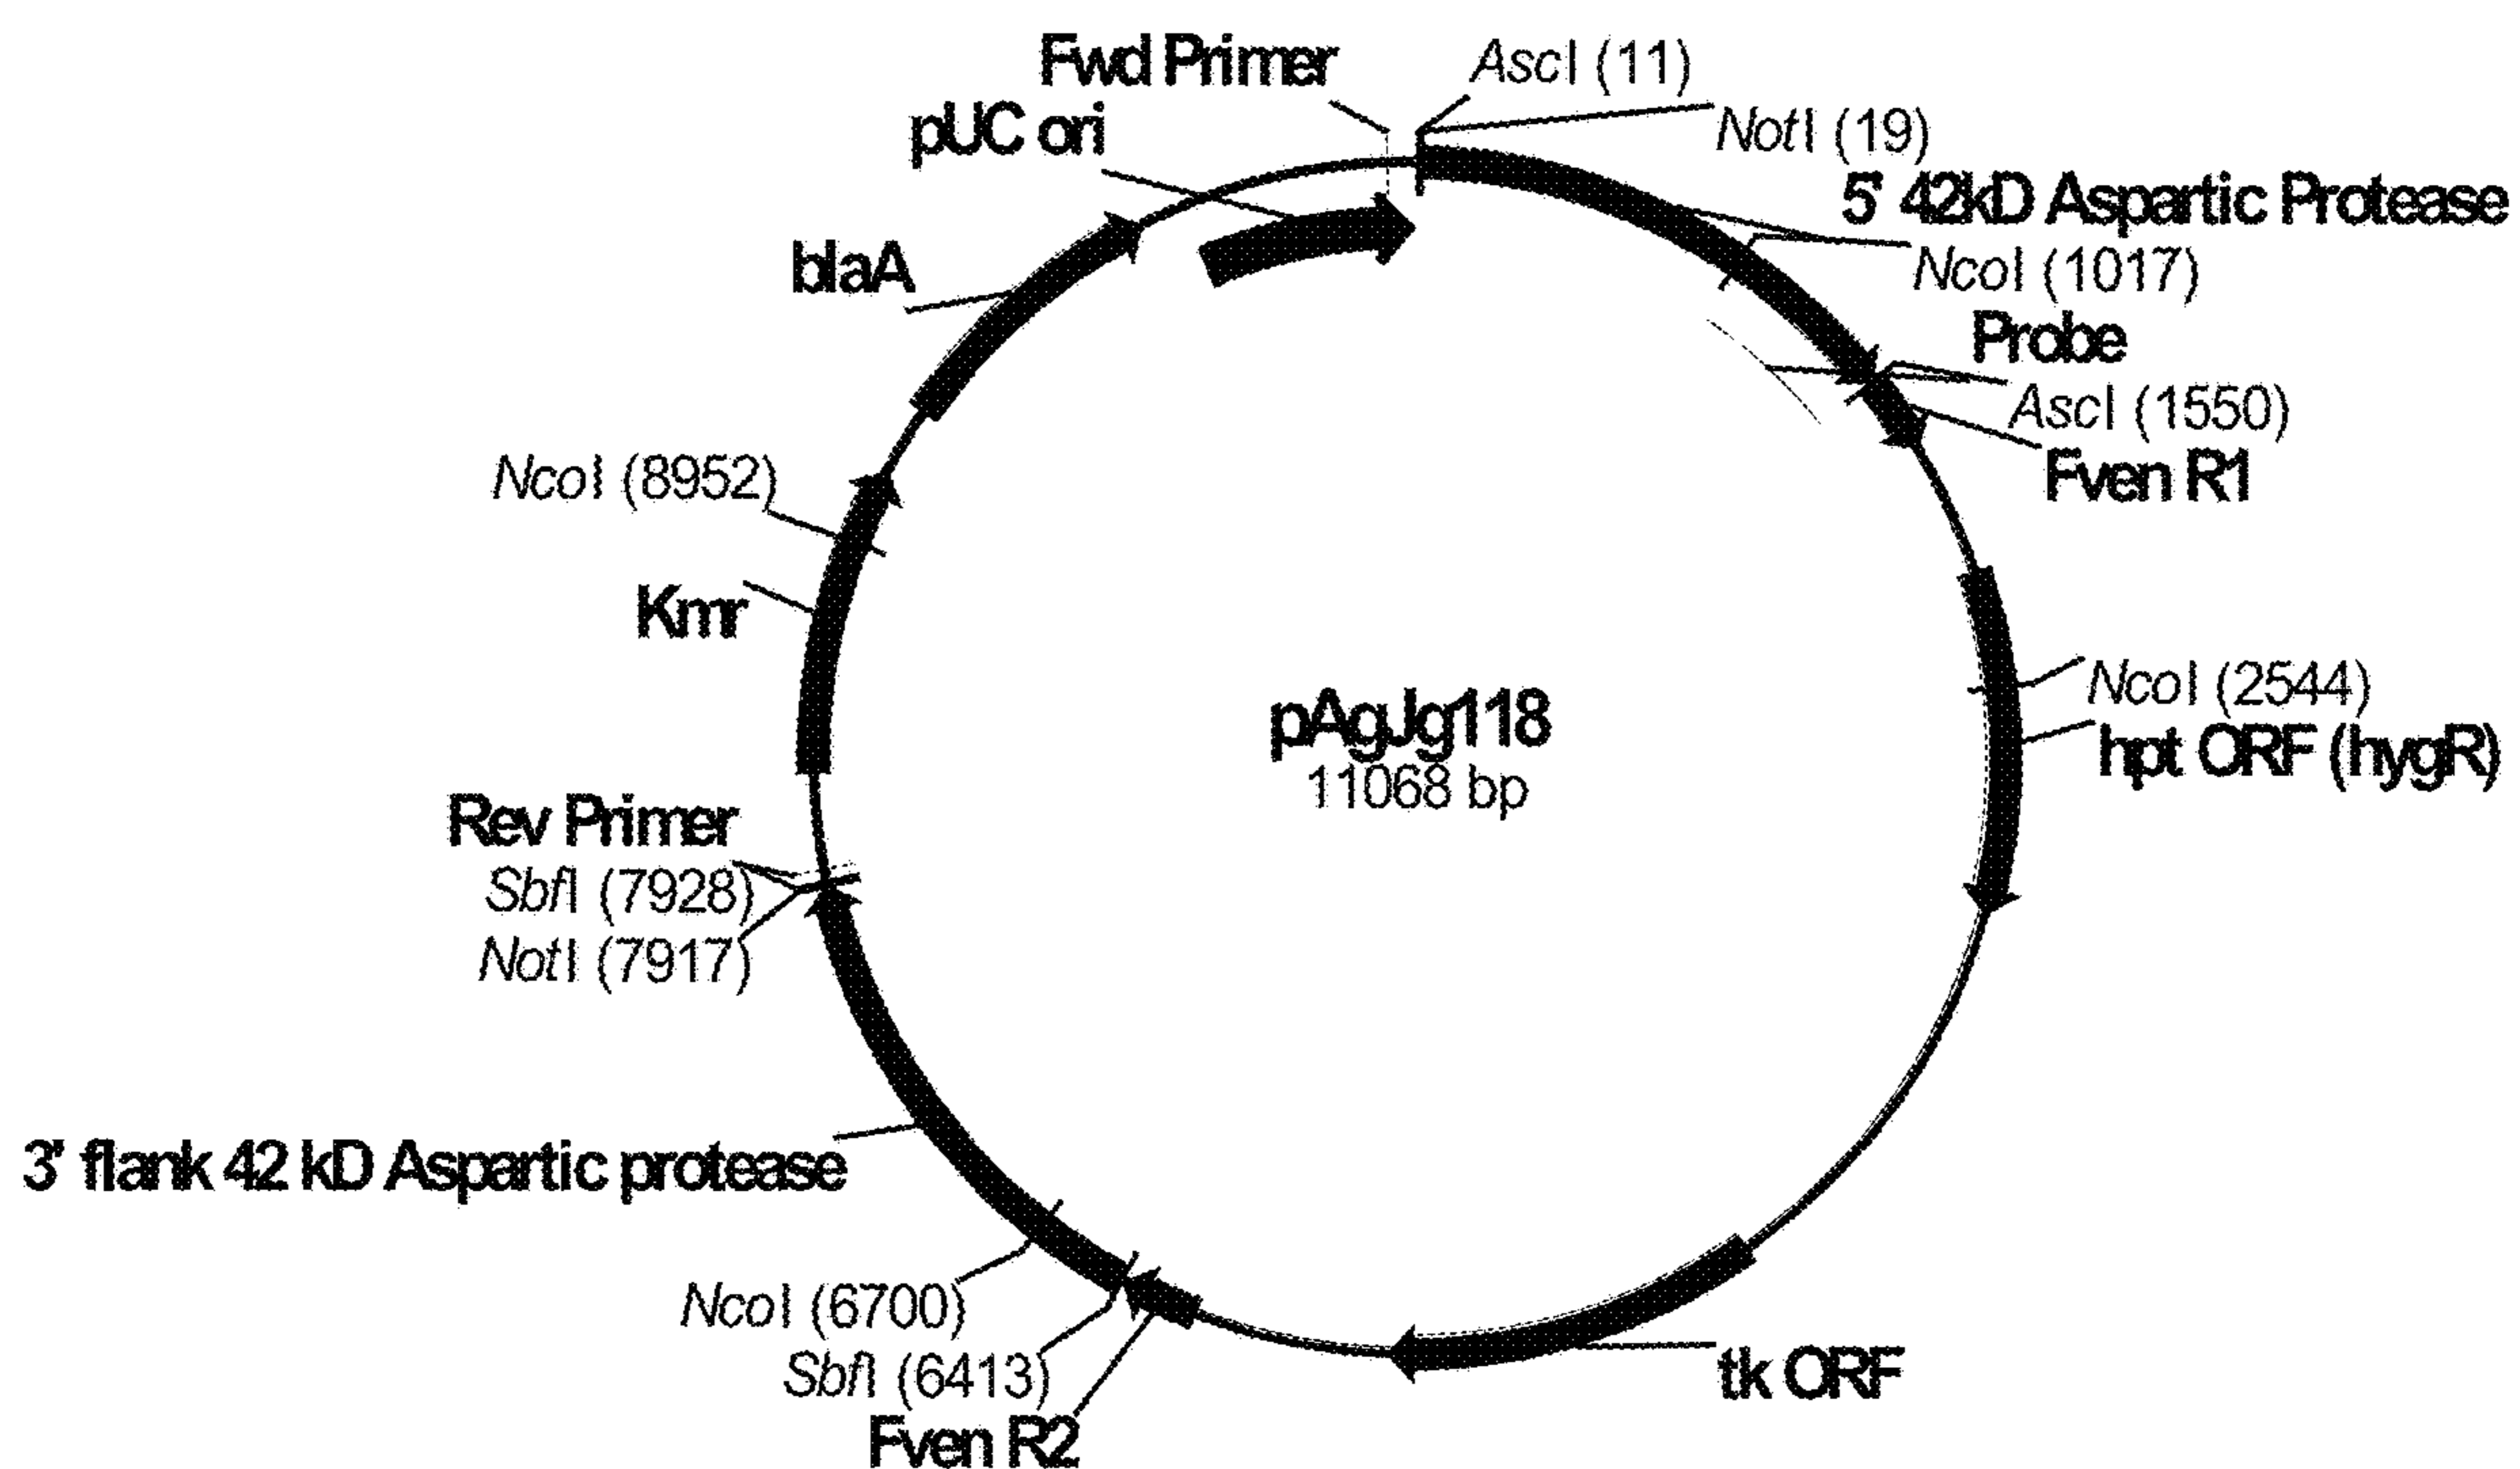 Fwd Primer
AscI (11)
pUC ori
NotI (19)
5' 42kD Aspartic Protease
blaA
NcoI (1017)
Probe
AscI (1550)
Fven R1
NcoI (8952)
Kmr
NcoI (2544)
hpt ORF (hygR)
pAgJg118
11068 bp
Rev Primer
SbfI (7928)
NotI (7917)
3' flank 42 kD Aspartic protease
NcoI (6700)
SbfI (6413)
tk ORF
Fven R2